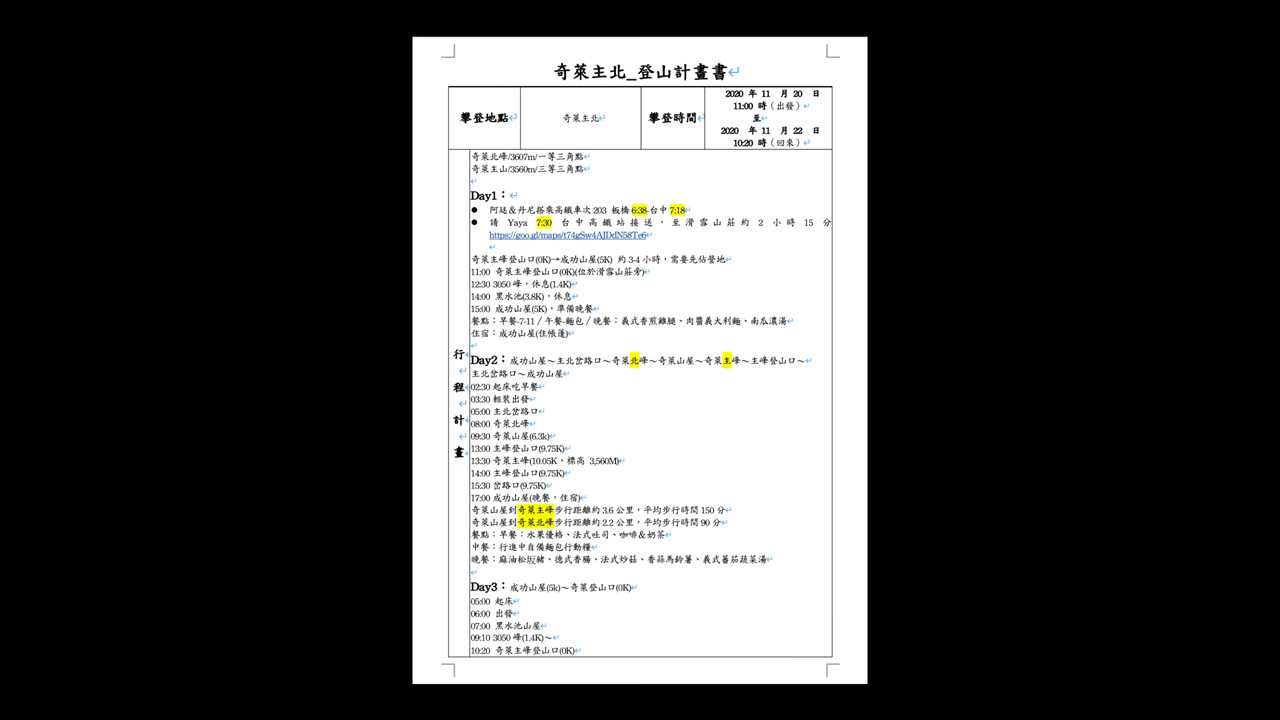 奇萊主北_登山計畫書
攀登地點
奇萊主北
攀登時間
2020 年 11 月 20 日
11:00 時（出發）
至
2020 年 11 月 22 日
10:20 時（回來）
行程計畫
奇萊北峰/3607m/一等三角點
奇萊主山/3560m/三等三角點
Day1：
● 阿廷&丹尼搭乘高鐵車次 203 板橋 6:38-台中 7:18
● 請 Yaya 7:30 台中高鐵站接送，至滑雪山莊約 2 小時 15 分
https://goo.gl/maps/t74gSw4AJDdN58Te6
奇萊主峰登山口(0K)→成功山屋(5K) 約 3-4 小時，需要先佔營地
11:00 奇萊主峰登山口(0K)(位於滑雪山莊旁)
12:30 3050 峰，休息(1.4K)
14:00 黑水池(3.8K)，休息
15:00 成功山屋(5K)，準備晚餐
餐點：早餐-7-11／午餐-麵包／晚餐：義式香煎雞腿、肉醬義大利麵、南瓜濃湯
住宿：成功山屋(住帳篷)
Day2：成功山屋～主北岔路口～奇萊北峰～奇萊山屋～奇萊主峰～主峰登山口～
主北岔路口～成功山屋
02:30 起床吃早餐
03:30 輕裝出發
05:00 主北岔路口
08:00 奇萊北峰
09:30 奇萊山屋(6.3k)
13:00 主峰登山口(9.75K)
13:30 奇萊主峰(10.05K，標高 3,560M)
14:00 主峰登山口(9.75K)
15:30 岔路口(9.75K)
17:00 成功山屋(晚餐，住宿)
奇萊山屋到奇萊主峰步行距離約 3.6 公里，平均步行時間 150 分
奇萊山屋到奇萊北峰步行距離約 2.2 公里，平均步行時間 90 分
餐點：早餐：水果優格、法式吐司、咖啡&奶茶
中餐：行進中自備麵包行動糧
晚餐：麻油松坂豬、德式香腸、法式炒菇、香蒜馬鈴薯、義式蕃茄蔬菜湯
Day3：成功山屋(5k)～奇萊登山口(0K)
05:00 起床
06:00 出發
07:00 黑水池山屋
09:10 3050 峰(1.4K)～
10:20 奇萊主峰登山口(0K)